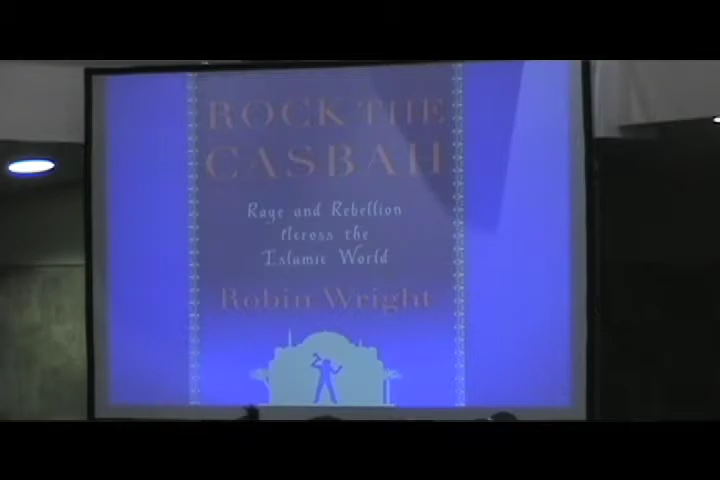 ROCK THE
CASBAH
Rage and Rebellion
Across the
Islamic World
Robin Wright